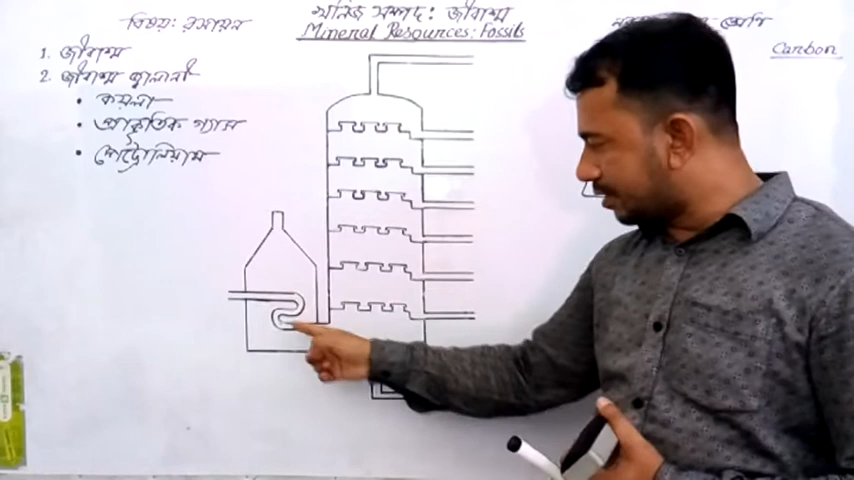 বিষয়: রসায়ন
খনিজ সম্পদ: জীবাশ্ম
Mineral Resources: Fossils
শ্রেণি
Carbon
1. জীবাশ্ম
2. জীবাশ্ম জ্বালানী
• কয়লা
• প্রাকৃতিক গ্যাস
• পেট্রোলিয়াম